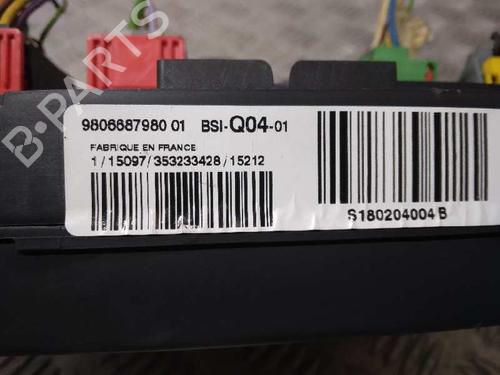 9806687980 01 BSI-Q04-01
FABRIQUE EN FRANCE
1/15097/353233428/15212
S180204004 B
B-PARTS